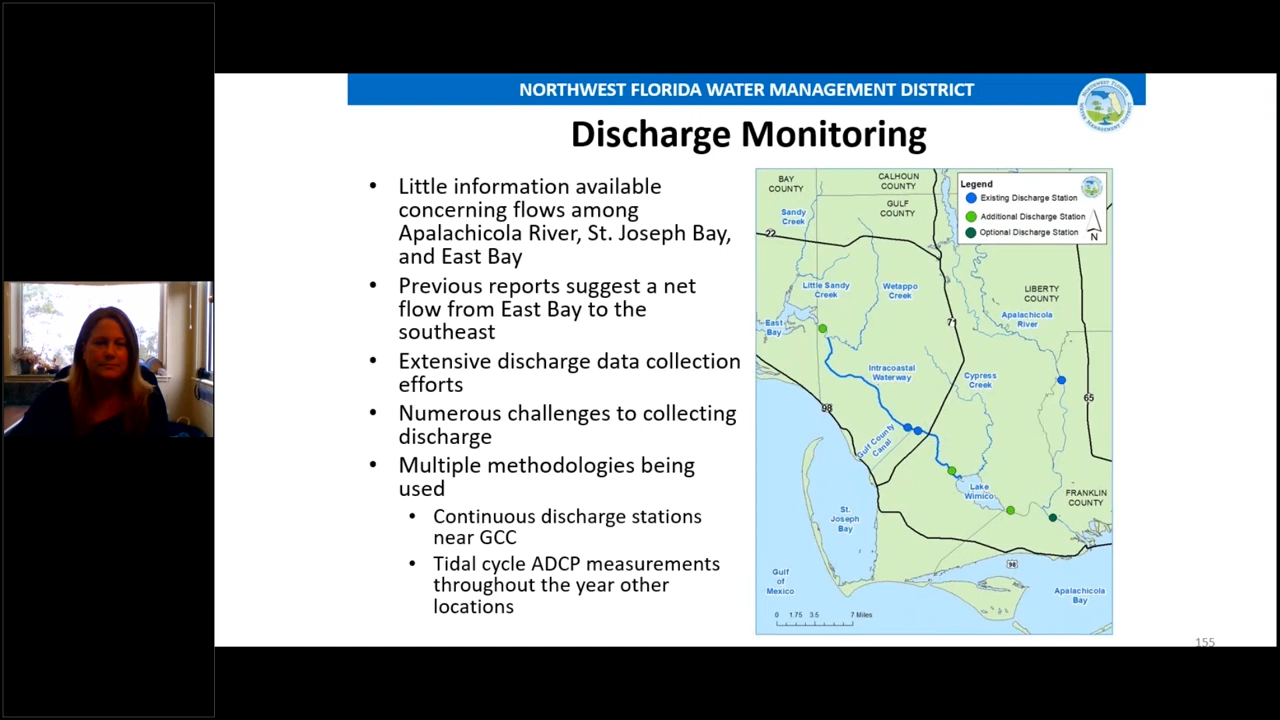 NORTHWEST FLORIDA WATER MANAGEMENT DISTRICT
Discharge Monitoring
• Little information available
concerning flows among
Apalachicola River, St. Joseph Bay,
and East Bay
• Previous reports suggest a net
flow from East Bay to the
southeast
• Extensive discharge data collection
efforts
• Numerous challenges to collecting
discharge
• Multiple methodologies being
used
• Continuous discharge stations
near GCC
• Tidal cycle ADCP measurements
throughout the year other
locations
BAY
COUNTY
CALHOUN
COUNTY
GULF
COUNTY
Legend
Existing Discharge Station
Additional Discharge Station
Optional Discharge Station
N
Sandy
Creek
22
Little Sandy
Creek
Wetappo
Creek
LIBERTY
COUNTY
Apalachicola
River
East
Bay
71
Intracoastal
Waterway
Cypress
Creek
65
98
Gulf County
Canal
Lake
Wimico
FRANKLIN
COUNTY
St.
Joseph
Bay
98
Gulf
of
Mexico
Apalachicola
Bay
0 1.75 3.5 7 Miles
155